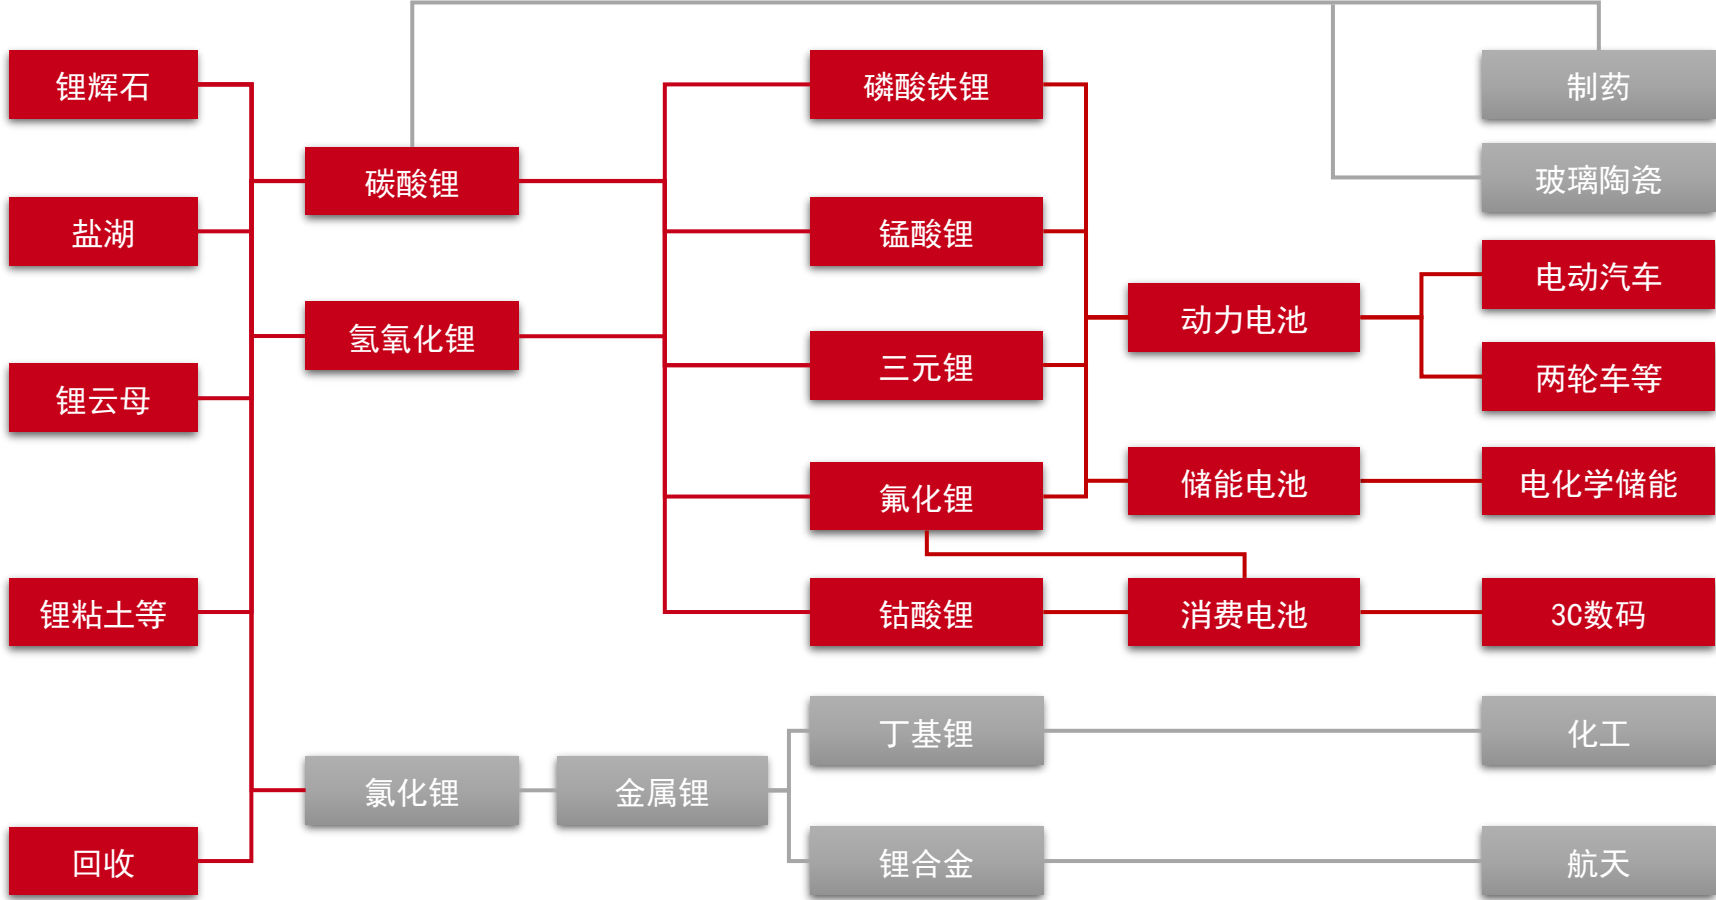 锂辉石
盐湖
锂云母
锂粘土等
回收
碳酸锂
氢氧化锂
氯化锂
金属锂
磷酸铁锂
锰酸锂
三元锂
氟化锂
钴酸锂
丁基锂
锂合金
动力电池
储能电池
消费电池
制药
玻璃陶瓷
电动汽车
两轮车等
电化学储能
3C数码
化工
航天